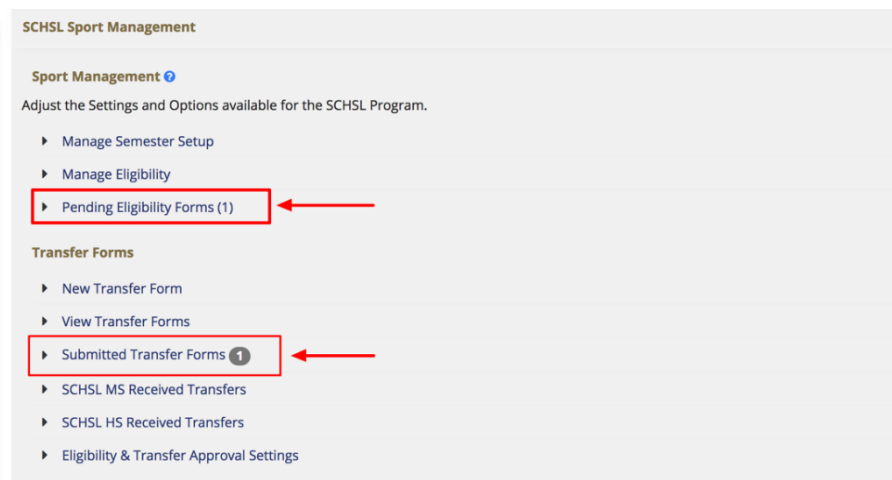 SCHSL Sport Management
Sport Management ?
Adjust the Settings and Options available for the SCHSL Program.
Manage Semester Setup
Manage Eligibility
Pending Eligibility Forms (1)
Transfer Forms
New Transfer Form
View Transfer Forms
Submitted Transfer Forms 1
SCHSL MS Received Transfers
SCHSL HS Received Transfers
Eligibility & Transfer Approval Settings